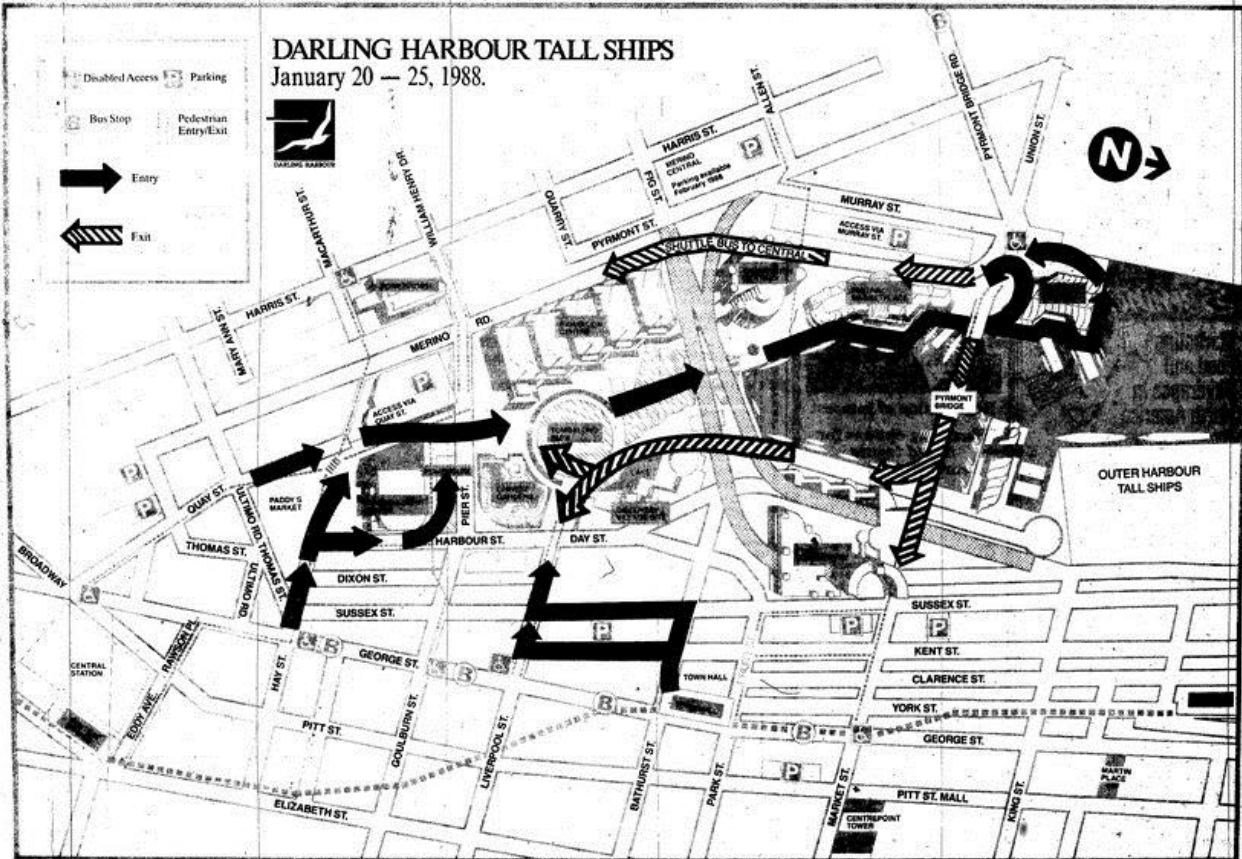 DARLING HARBOUR TALL SHIPS
January 20 — 25, 1988.
Disabled Access
Parking
Bus Stop
Pedestrian
Entry/Exit
Entry
Exit
DARLING HARBOUR
N
B
HARRIS ST.
ALLEN ST.
PYRMONT BRIDGE RD.
UNION ST.
MERINO
CENTRAL
Parking available
February 1988
P
FIG ST.
MURRAY ST.
ACCESS VIA
MURRAY ST.
P
MACARTHUR ST.
WILLIAM HENRY DR.
QUARRY ST.
PYRMONT ST.
SHUTTLE BUS TO CENTRAL
HARRIS ST.
MARY ANN ST.
MERINO RD.
ACCESS VIA
QUAY ST.
P
PYRMONT
BRIDGE
OUTER HARBOUR
TALL SHIPS
P
P
QUAY ST.
PADDY'S
MARKET
ULTIMO RD.
THOMAS ST.
PIER ST.
HARBOUR ST.
DAY ST.
THOMAS ST.
ULTIMO RD.
BROADWAY
DIXON ST.
SUSSEX ST.
SUSSEX ST.
P
P
P
KENT ST.
RAWSON PL.
HAY ST.
B
GEORGE ST.
B
CENTRAL
STATION
TOWN HALL
CLARENCE ST.
YORK ST.
EDDY AVE.
PITT ST.
GOULBURN ST.
LIVERPOOL ST.
B
BATHURST ST.
PARK ST.
B
GEORGE ST.
P
MARKET ST.
KING ST.
MARTIN
PLACE
PITT ST. MALL
ELIZABETH ST.
CENTREPOINT
TOWER